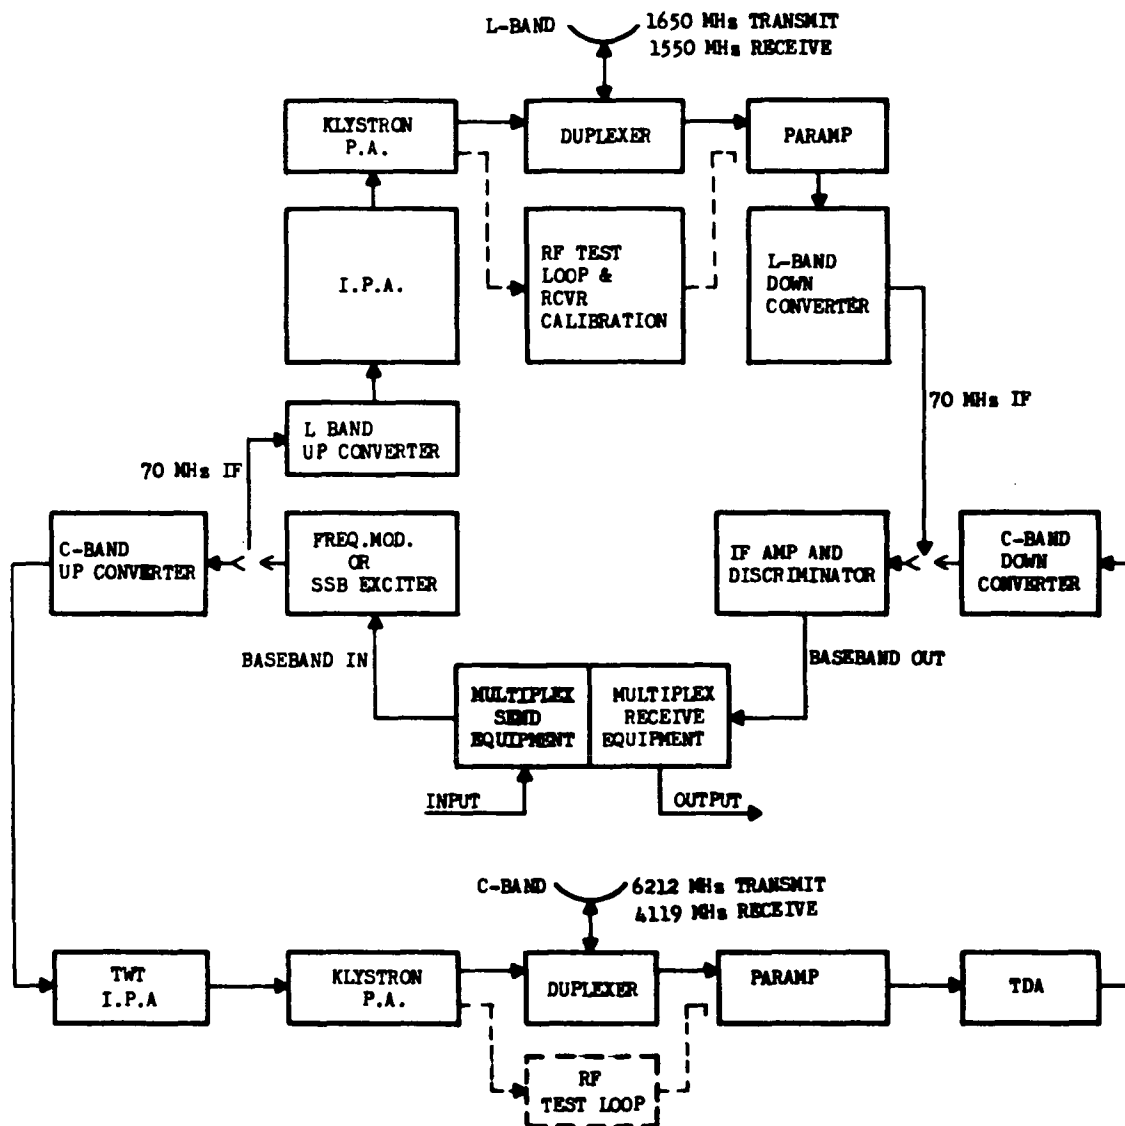 L-BAND
1650 MHz TRANSMIT
1550 MHz RECEIVE
KLYSTRON
P.A.
DUPLEXER
PARAMP
I.P.A.
RF TEST
LOOP &
RCVR
CALIBRATION
L-BAND
DOWN
CONVERTER
70 MHz IF
L BAND
UP CONVERTER
70 MHz IF
C-BAND
UP CONVERTER
FREQ.MOD.
OR
SSB EXCITER
IF AMP AND
DISCRIMINATOR
C-BAND
DOWN
CONVERTER
BASEBAND IN
BASEBAND OUT
MULTIPLEX
SEND
EQUIPMENT
MULTIPLEX
RECEIVE
EQUIPMENT
INPUT
OUTPUT
C-BAND
6212 MHz TRANSMIT
4119 MHz RECEIVE
TWT
I.P.A
KLYSTRON
P.A.
DUPLEXER
PARAMP
TDA
RF
TEST LOOP